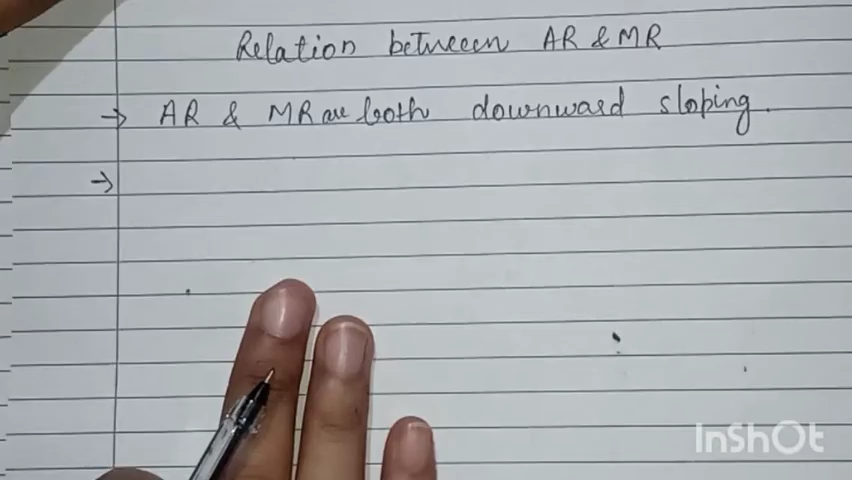 Relation between AR & MR
→ AR & MR are both downward sloping.
→
InShOt